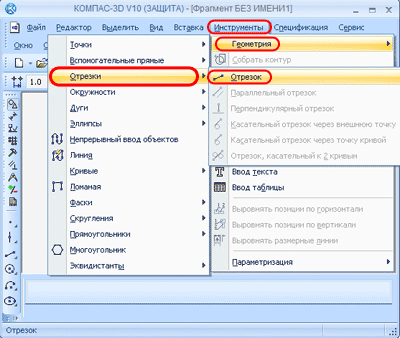 КОМПАС-3D V10 (ЗАЩИТА) - [Фрагмент БЕЗ ИМЕНИ1]
Файл Редактор Выделить Вид Вставка Инструменты Спецификация Сервис
Окно
1.0
Точки
Вспомогательные прямые
Отрезки
Окружности
Дуги
Эллипсы
Непрерывный ввод объектов
Линия
Кривые
Ломаная
Фаски
Скругления
Прямоугольники
Многоугольник
Эквидистанты
Геометрия
Собрать контур
Отрезок
Параллельный отрезок
Перпендикулярный отрезок
Касательный отрезок через внешнюю точку
Касательный отрезок через точку кривой
Отрезок, касательный к 2 кривым
Ввод текста
Ввод таблицы
Выровнять позиции по горизонтали
Выровнять позиции по вертикали
Выровнять размерные линии
Параметризация
Отрезок